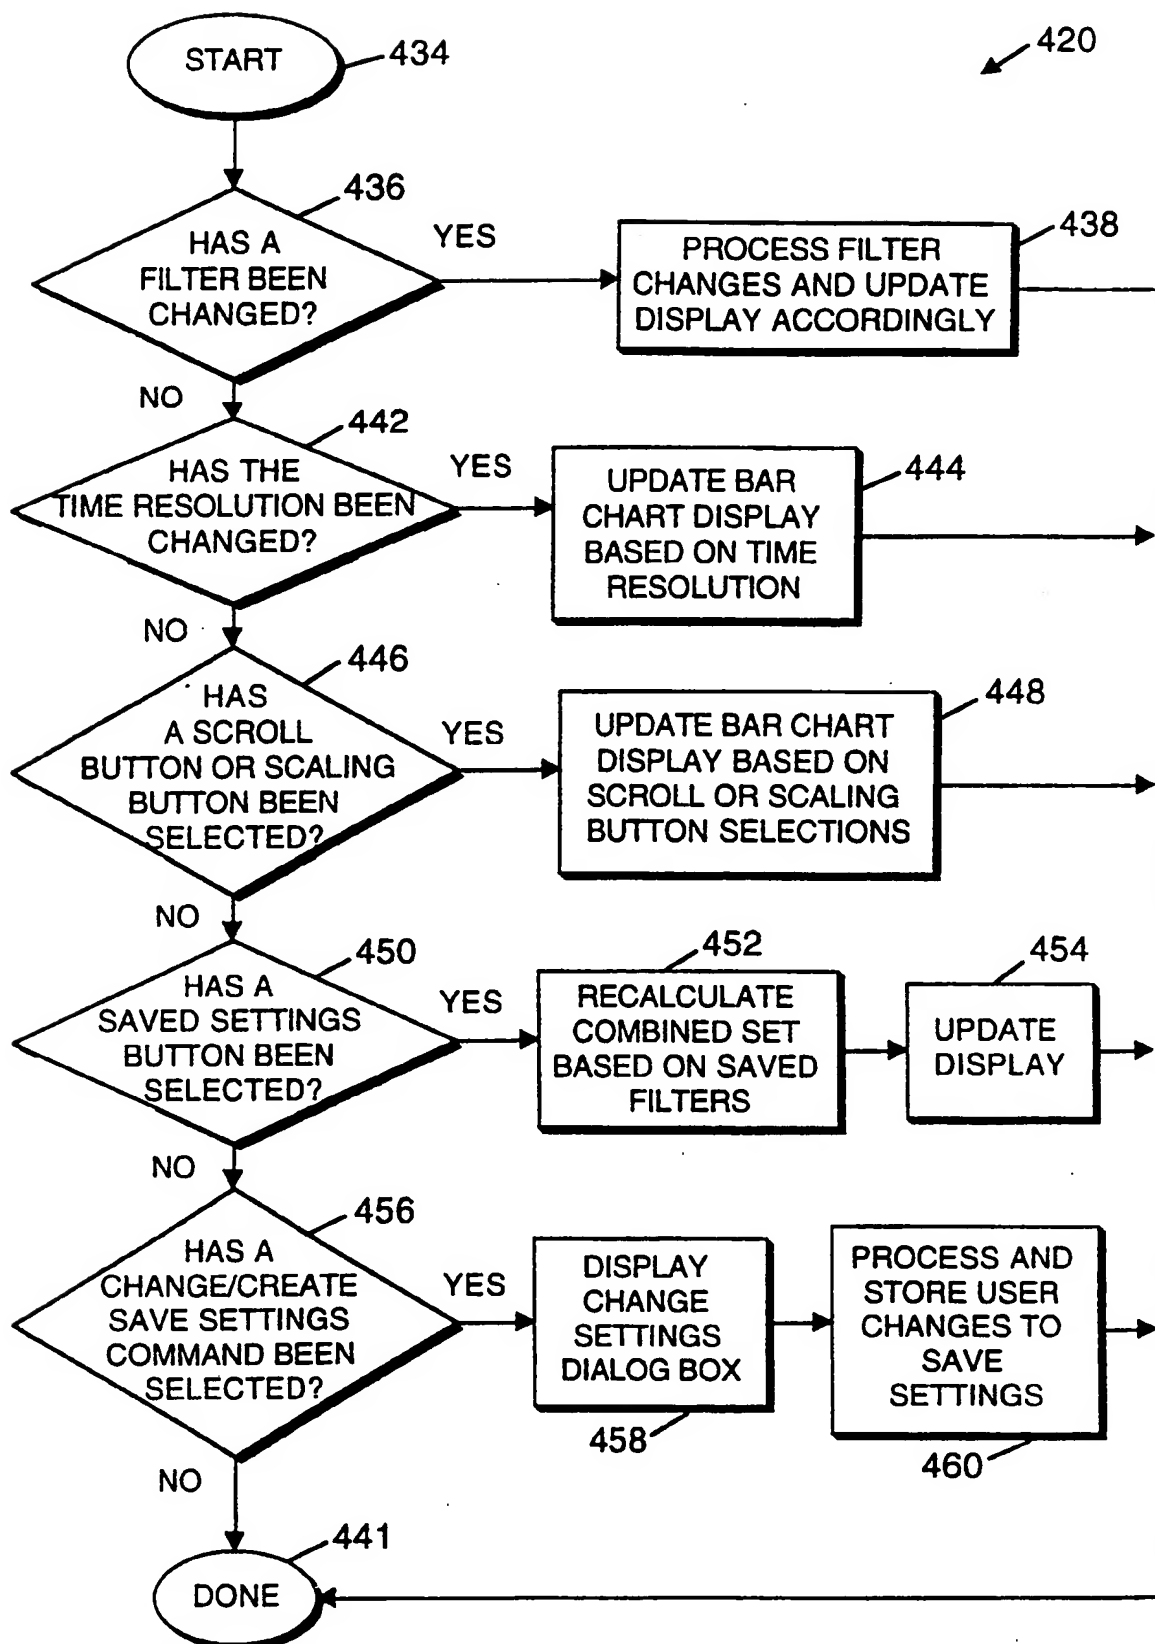 START
434
420
436
HAS A
FILTER BEEN
CHANGED?
YES
438
PROCESS FILTER
CHANGES AND UPDATE
DISPLAY ACCORDINGLY
NO
442
HAS THE
TIME RESOLUTION BEEN
CHANGED?
YES
444
UPDATE BAR
CHART DISPLAY
BASED ON TIME
RESOLUTION
NO
446
HAS
A SCROLL
BUTTON OR SCALING
BUTTON BEEN
SELECTED?
YES
448
UPDATE BAR CHART
DISPLAY BASED ON
SCROLL OR SCALING
BUTTON SELECTIONS
NO
450
HAS A
SAVED SETTINGS
BUTTON BEEN
SELECTED?
YES
452
RECALCULATE
COMBINED SET
BASED ON SAVED
FILTERS
454
UPDATE
DISPLAY
NO
456
HAS A
CHANGE/CREATE
SAVE SETTINGS
COMMAND BEEN
SELECTED?
YES
DISPLAY
CHANGE
SETTINGS
DIALOG BOX
458
PROCESS AND
STORE USER
CHANGES TO
SAVE
SETTINGS
460
NO
441
DONE